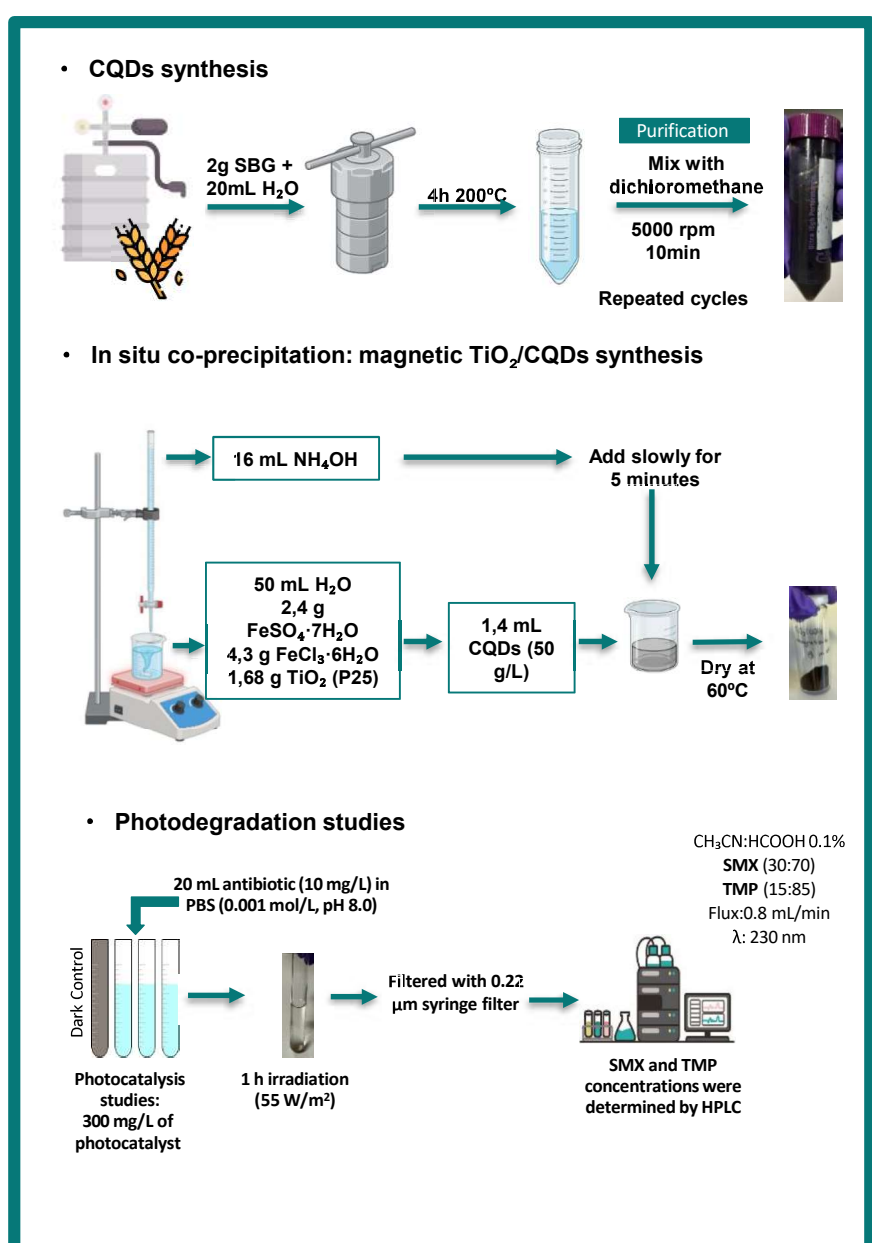 • CQDs synthesis
2g SBG +
20mL H₂O
4h 200ºC
Purification
Mix with
dichloromethane
5000 rpm
10min
Repeated cycles
• In situ co-precipitation: magnetic TiO₂/CQDs synthesis
16 mL NH₄OH
Add slowly for
5 minutes
50 mL H₂O
2,4 g
FeSO₄·7H₂O
4,3 g FeCl₃·6H₂O
1,68 g TiO₂ (P25)
1,4 mL
CQDs (50
g/L)
Dry at
60ºC
• Photodegradation studies
CH₃CN:HCOOH 0.1%
SMX (30:70)
TMP (15:85)
Flux:0.8 mL/min
λ: 230 nm
20 mL antibiotic (10 mg/L) in
PBS (0.001 mol/L, pH 8.0)
Dark Control
Photocatalysis
studies:
300 mg/L of
photocatalyst
1 h irradiation
(55 W/m²)
Filtered with 0.22
μm syringe filter
SMX and TMP
concentrations were
determined by HPLC